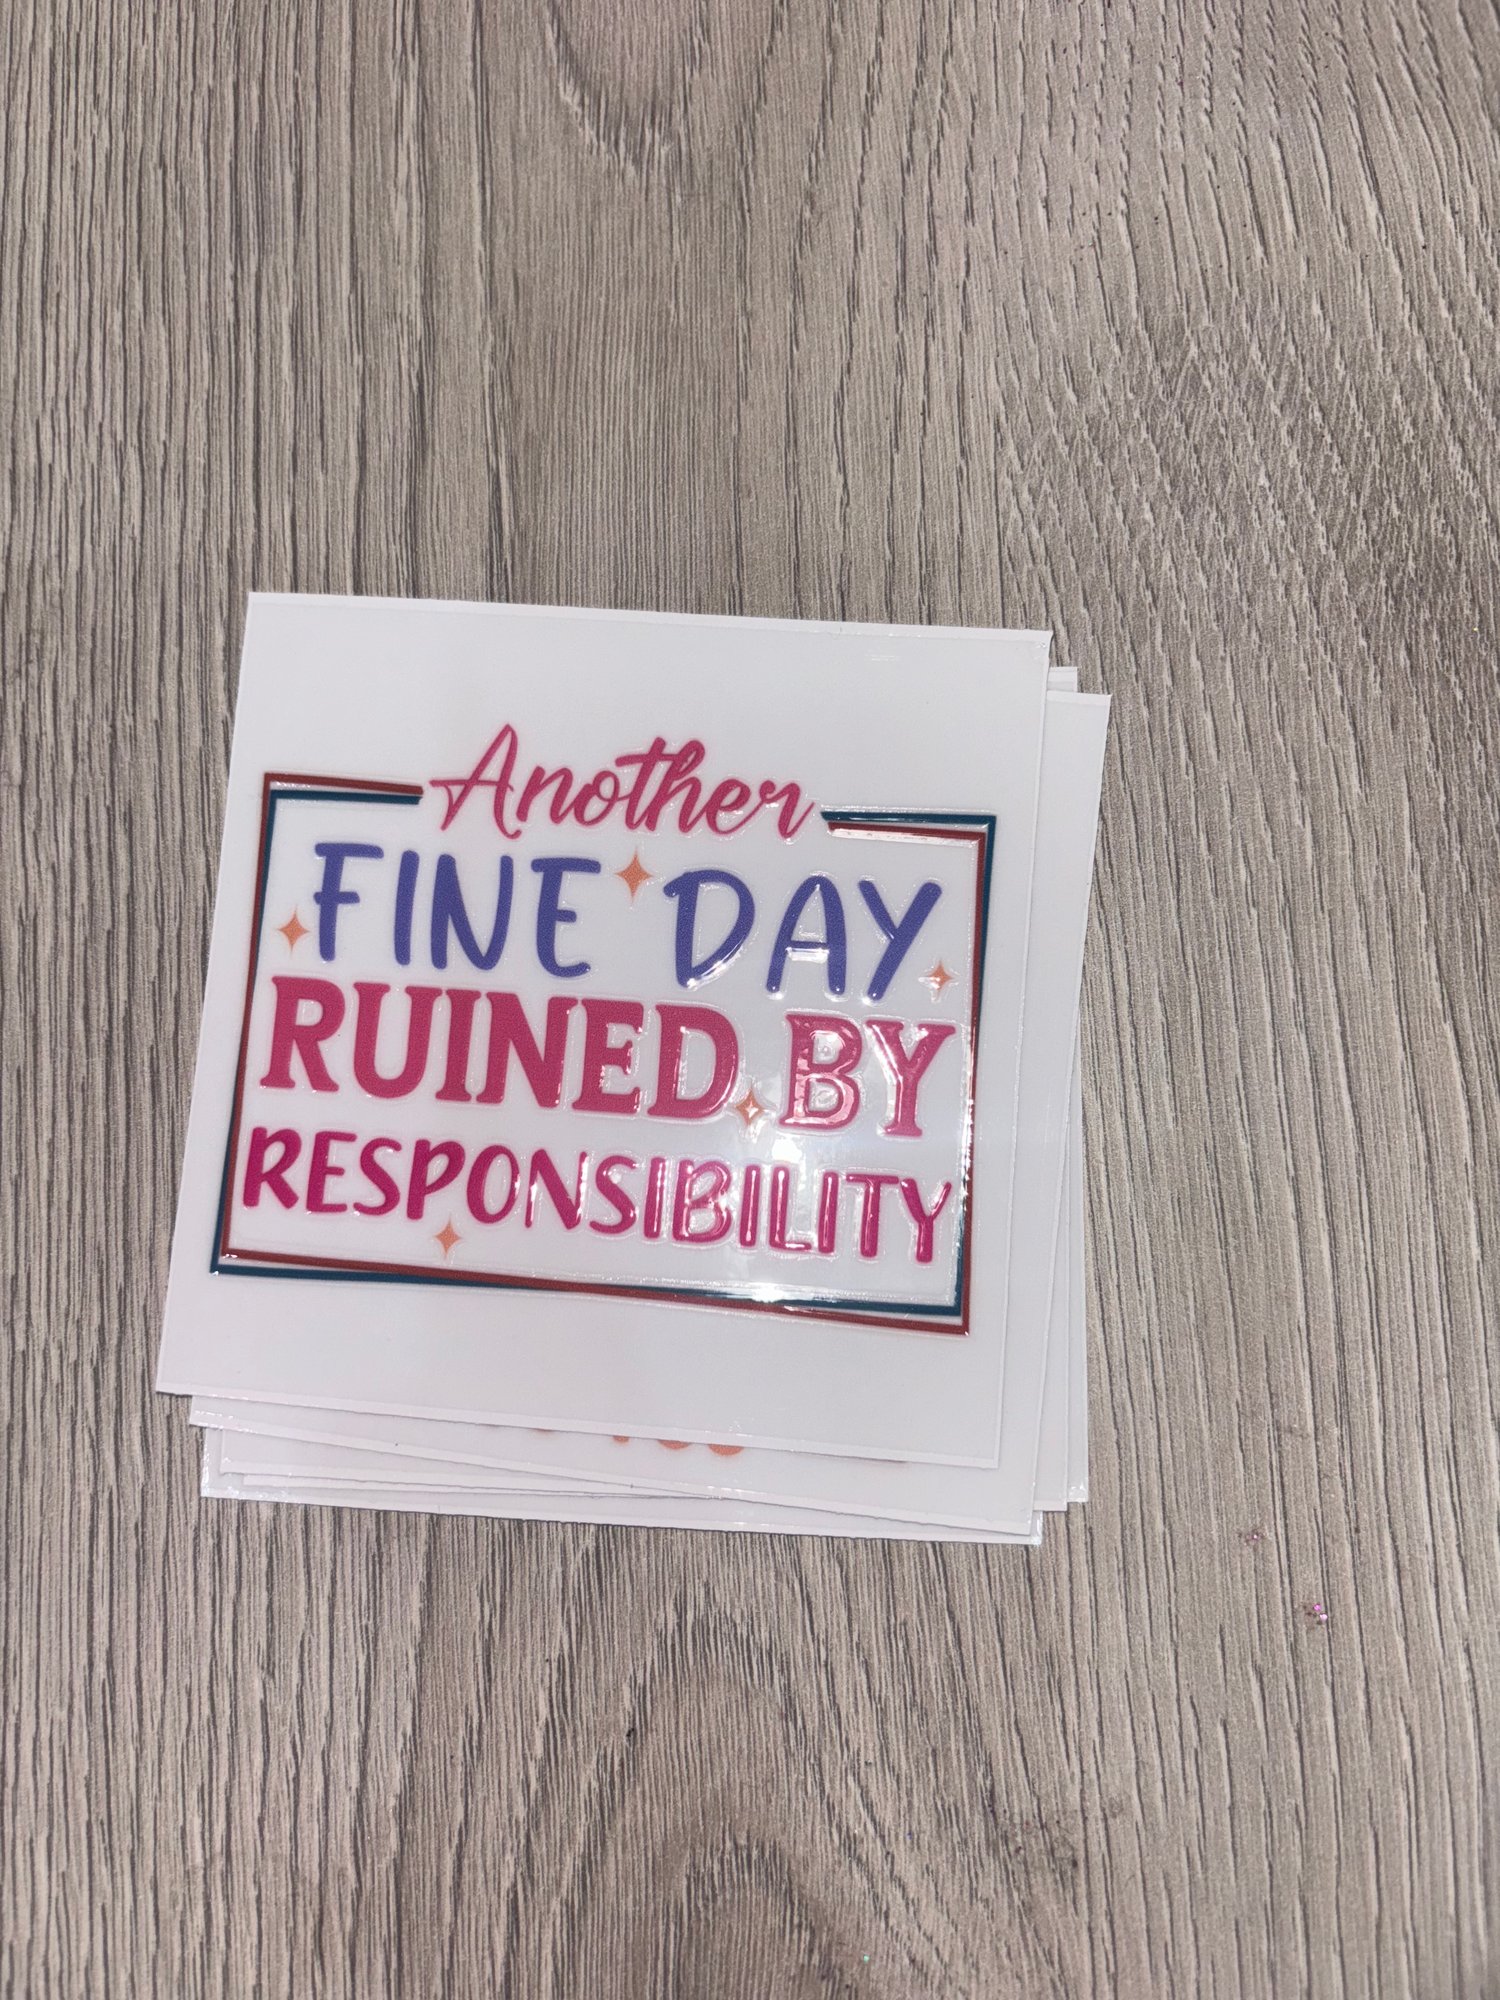 Another
FINE DAY
RUINED BY
RESPONSIBILITY